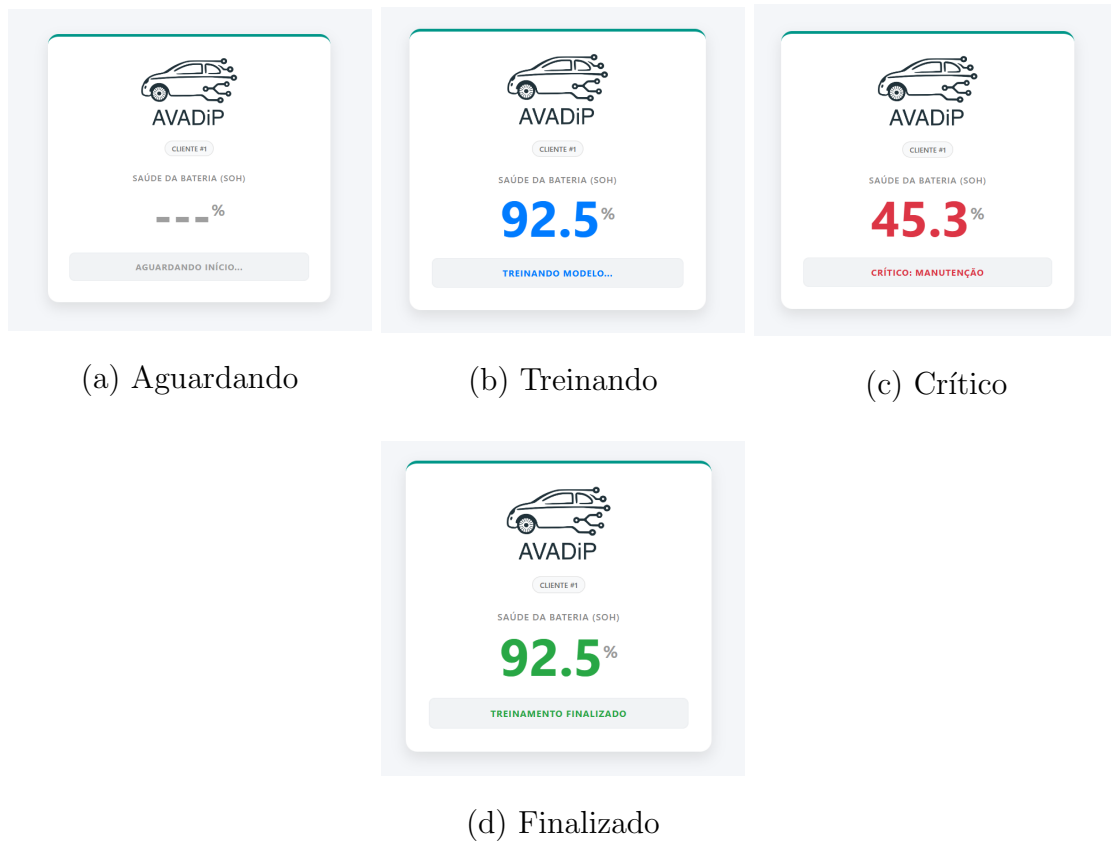 AVADiP
CLIENTE #1
SAÚDE DA BATERIA (SOH)
---%
AGUARDANDO INÍCIO...
(a) Aguardando
AVADiP
CLIENTE #1
SAÚDE DA BATERIA (SOH)
92.5%
TREINANDO MODELO...
(b) Treinando
AVADiP
CLIENTE #1
SAÚDE DA BATERIA (SOH)
45.3%
CRÍTICO: MANUTENÇÃO
(c) Crítico
AVADiP
CLIENTE #1
SAÚDE DA BATERIA (SOH)
92.5%
TREINAMENTO FINALIZADO
(d) Finalizado